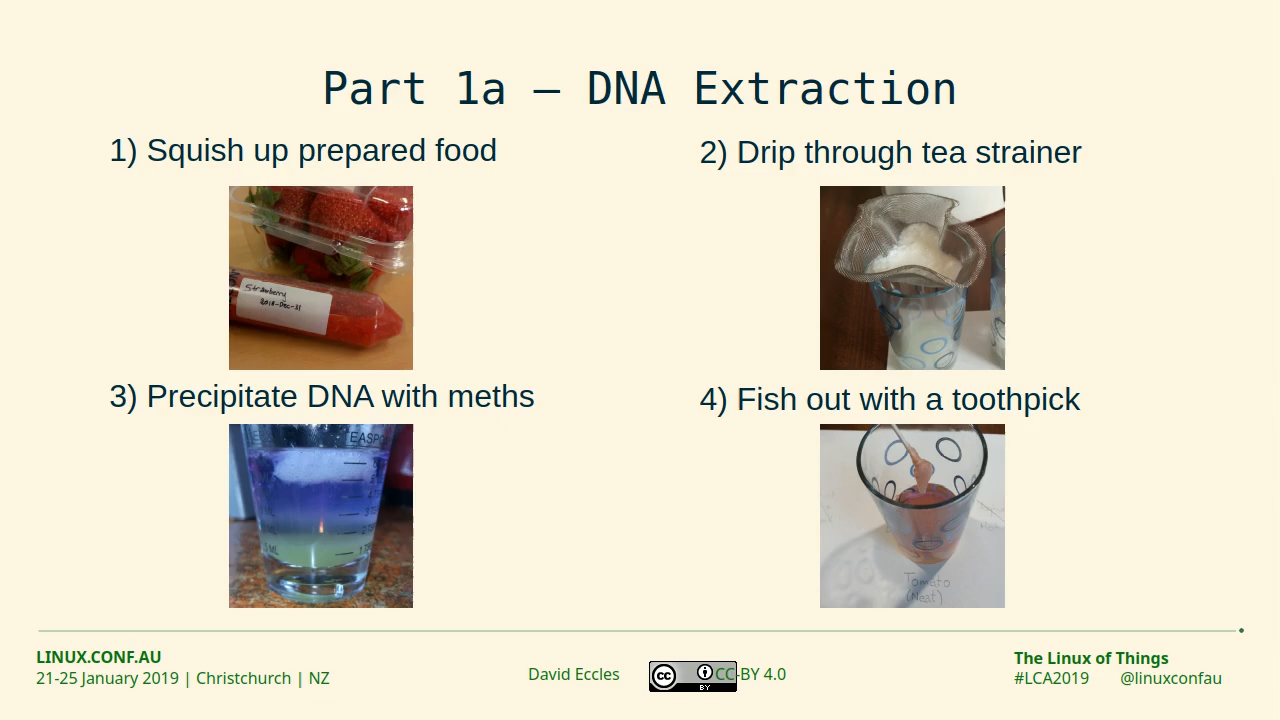 Part 1a – DNA Extraction
1) Squish up prepared food
2) Drip through tea strainer
Strawberry
2018-Dec-31
3) Precipitate DNA with meths
4) Fish out with a toothpick
Tomato
(Neat)
LINUX.CONF.AU
21-25 January 2019 | Christchurch | NZ
David Eccles
cc
BY
CC-BY 4.0
The Linux of Things
#LCA2019 @linuxconfau